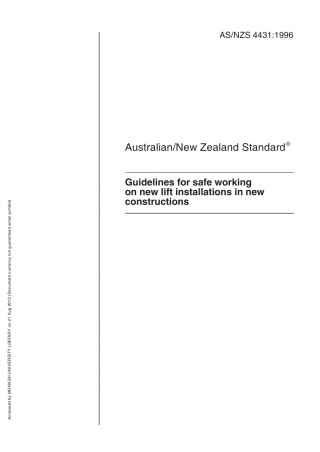 AS/NZS 4431:1996
Australian/New Zealand Standard®
Guidelines for safe working
on new lift installations in new
constructions
Accessed by MONASH UNIVERSITY LIBRARY on 21 Aug 2013 (Document currency not guaranteed when printed)